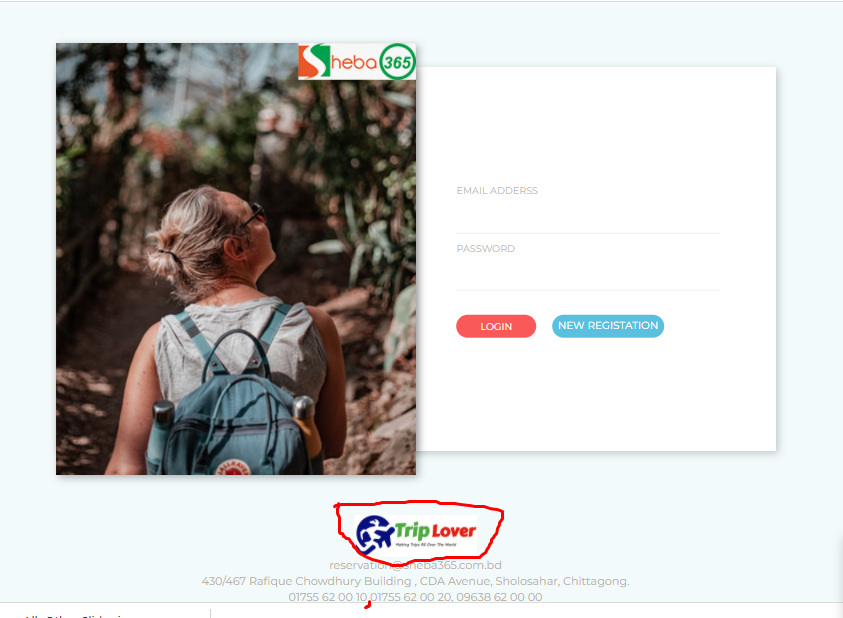 Sheba 365
EMAIL ADDERSS
PASSWORD
LOGIN
NEW REGISTATION
Trip Lover
Making Trips All Over The World
reservation@sheba365.com.bd
430/467 Rafique Chowdhury Building , CDA Avenue, Sholosahar, Chittagong.
01755 62 00 10,01755 62 00 20, 09638 62 00 00